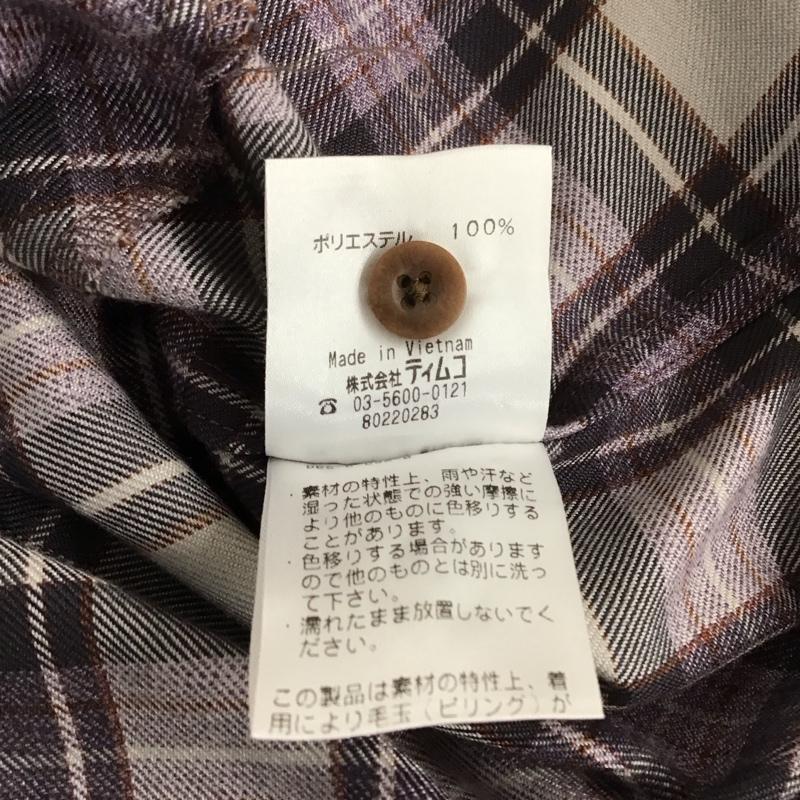 ポリエステル 100%
Made in Vietnam
株式会社 ティムコ
☎ 03-5600-0121
80220283
・素材の特性上、雨や汗など
湿った状態での強い摩擦に
より他のものに色移りする
ことがあります。
・色移りする場合があります
ので他のものとは別に洗っ
て下さい。
・濡れたまま放置しないでく
ださい。
この製品は素材の特性上、着
用により毛玉(ピリング)が